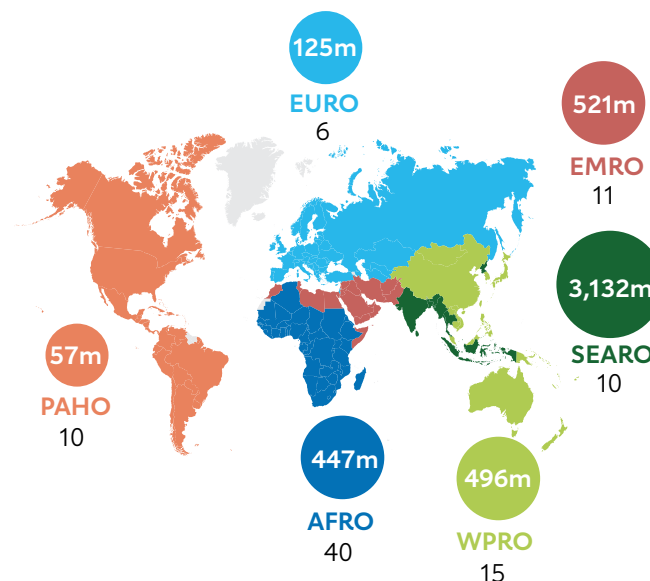 125m
EURO
6
521m
EMRO
11
3,132m
SEARO
10
57m
PAHO
10
447m
AFRO
40
496m
WPRO
15